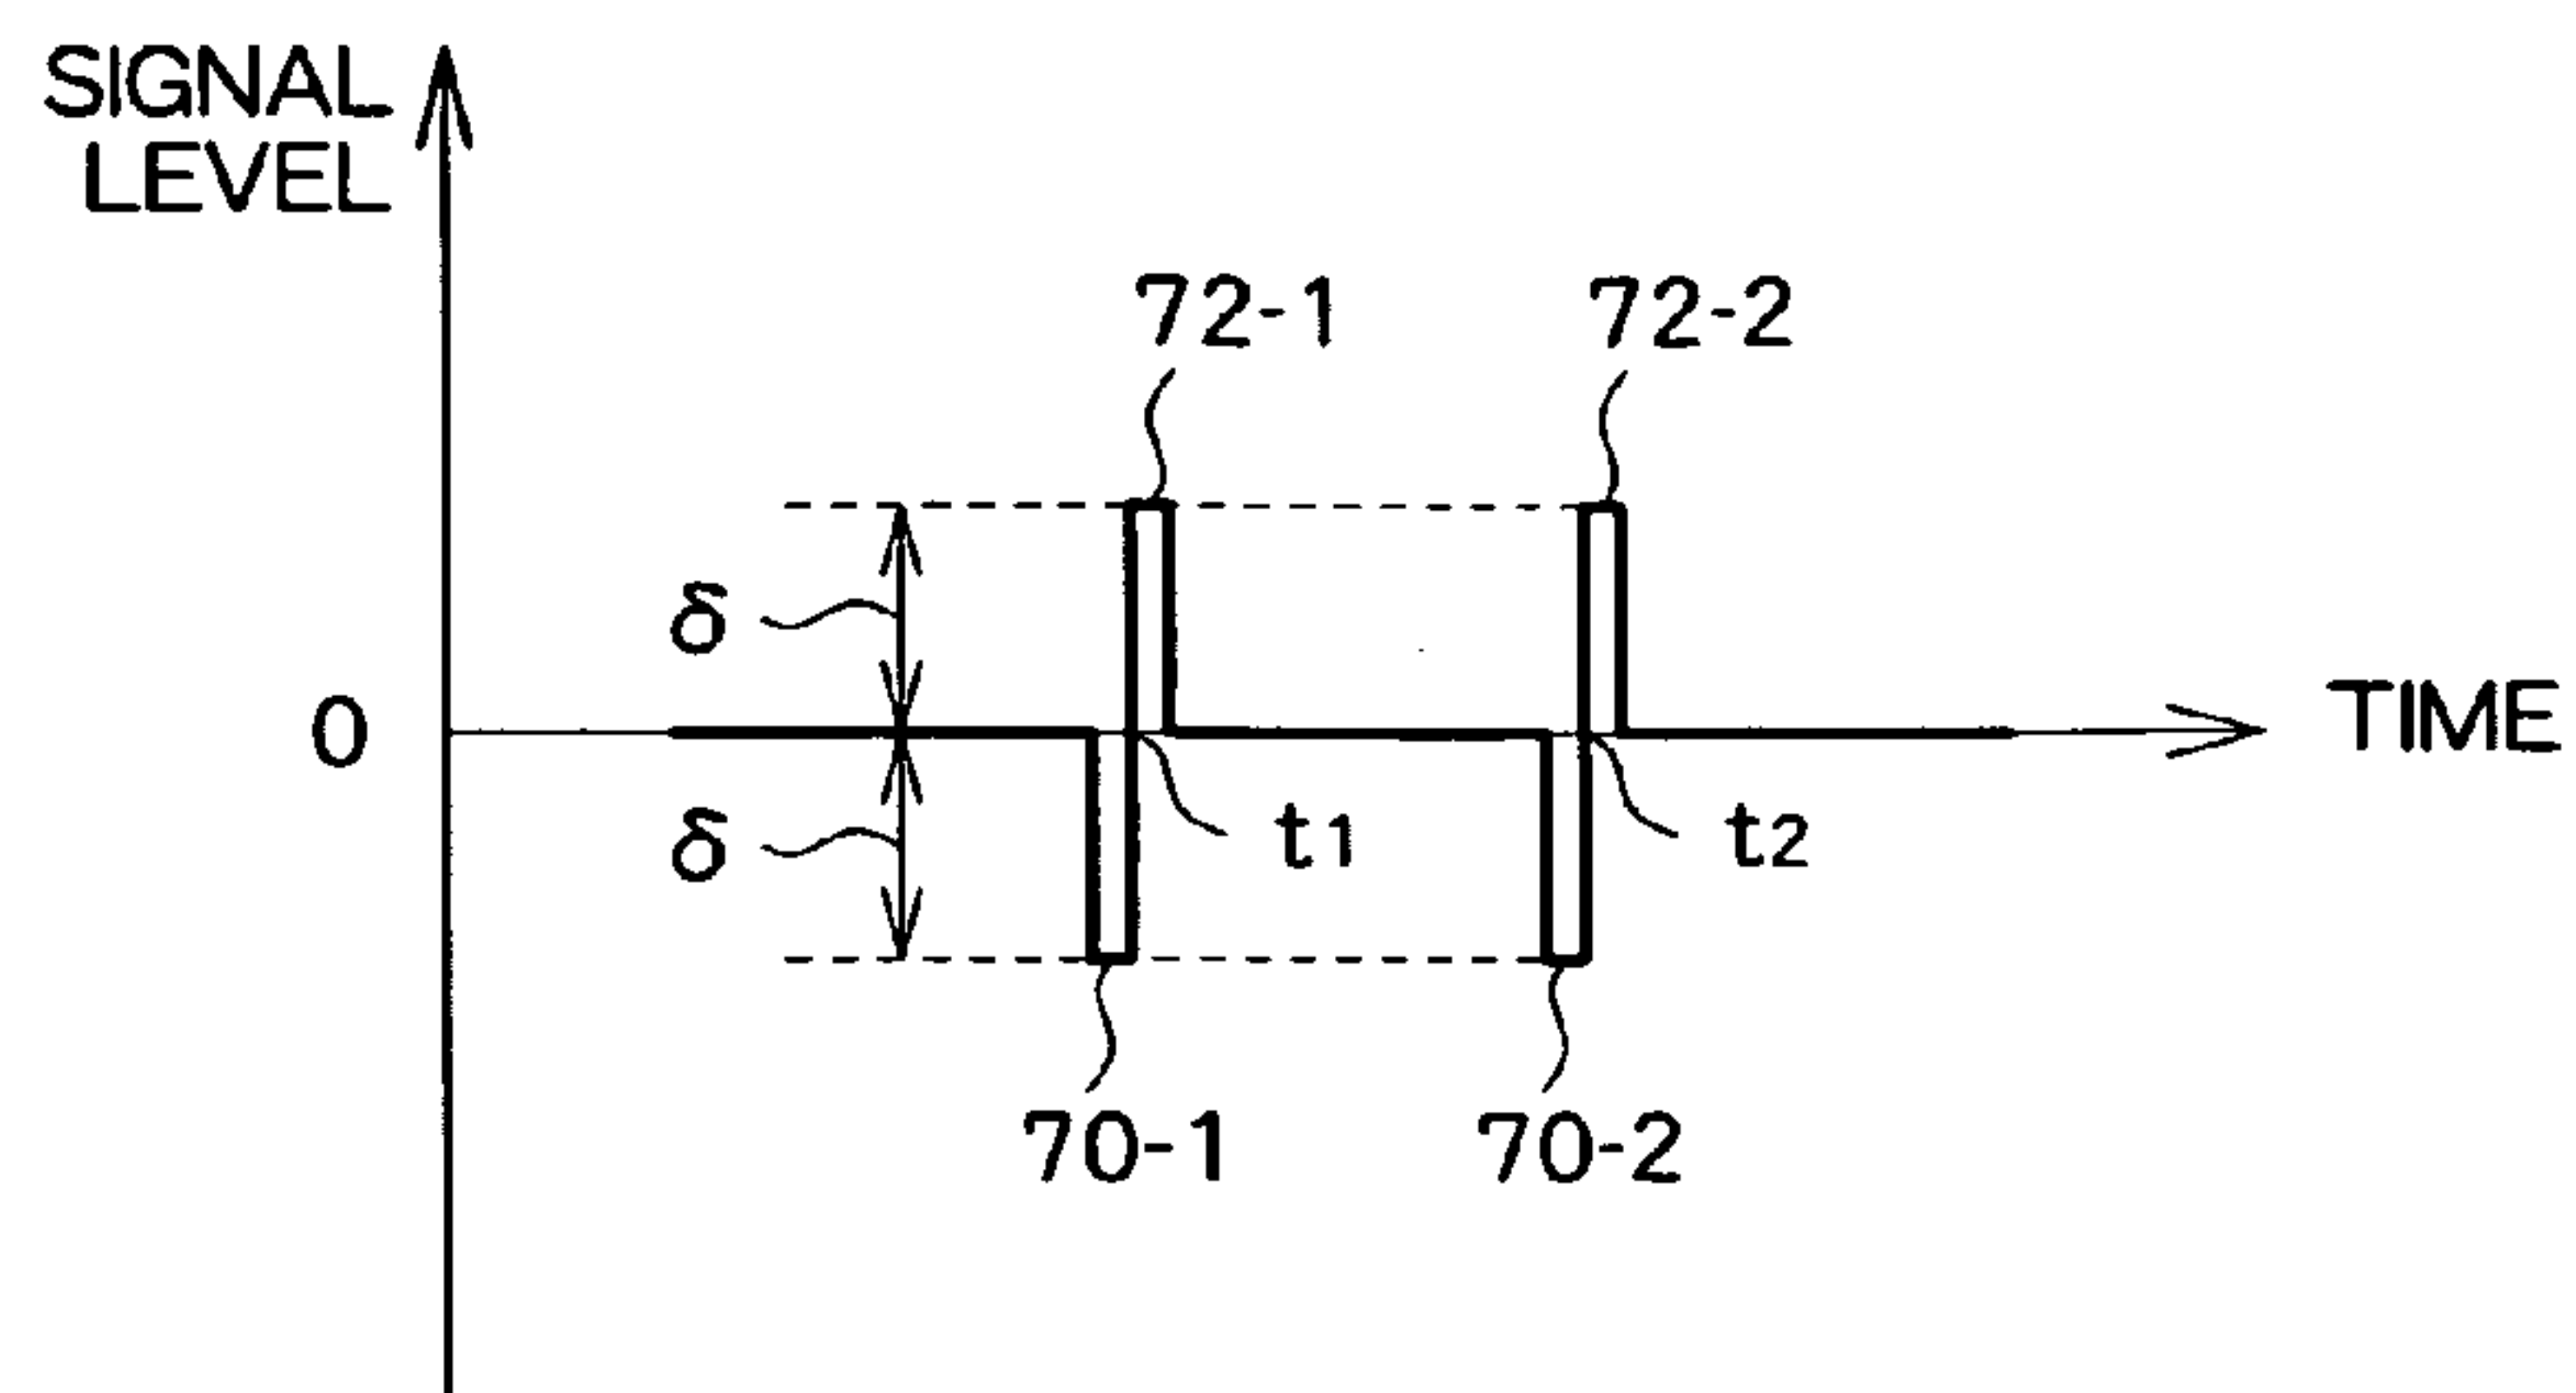 SIGNAL
LEVEL
72-1 72-2
δ
0 TIME
δ t1 t2
70-1 70-2